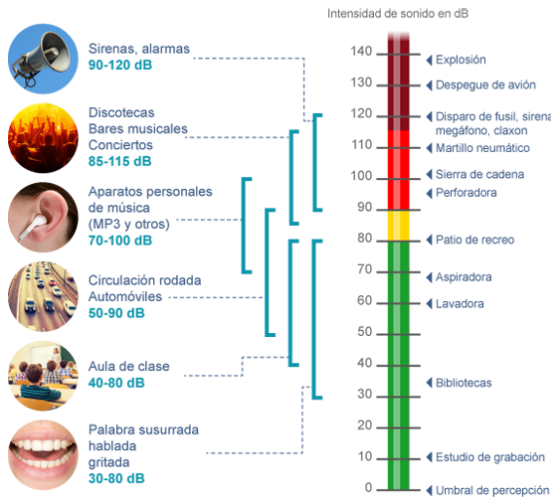 Intensidad de sonido en dB
Sirenas, alarmas
90-120 dB
Discotecas
Bares musicales
Conciertos
85-115 dB
Aparatos personales
de música
(MP3 y otros)
70-100 dB
Circulación rodada
Automóviles
50-90 dB
Aula de clase
40-80 dB
Palabra susurrada
hablada
gritada
30-80 dB
140
130
120
110
100
90
80
70
60
50
40
30
20
10
0
Explosión
Despegue de avión
Disparo de fusil, sirena
megáfono, claxon
Martillo neumático
Sierra de cadena
Perforadora
Patio de recreo
Aspiradora
Lavadora
Bibliotecas
Estudio de grabación
Umbral de percepción